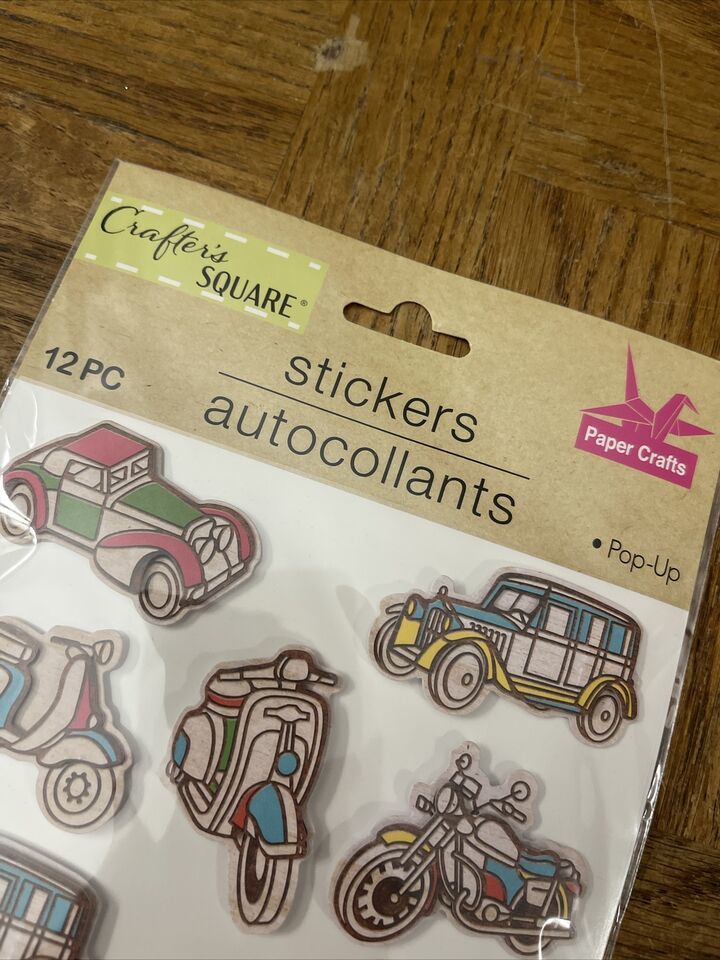 Crafter's
SQUARE®
12 PC
stickers
autocollants
Paper Crafts
• Pop-Up